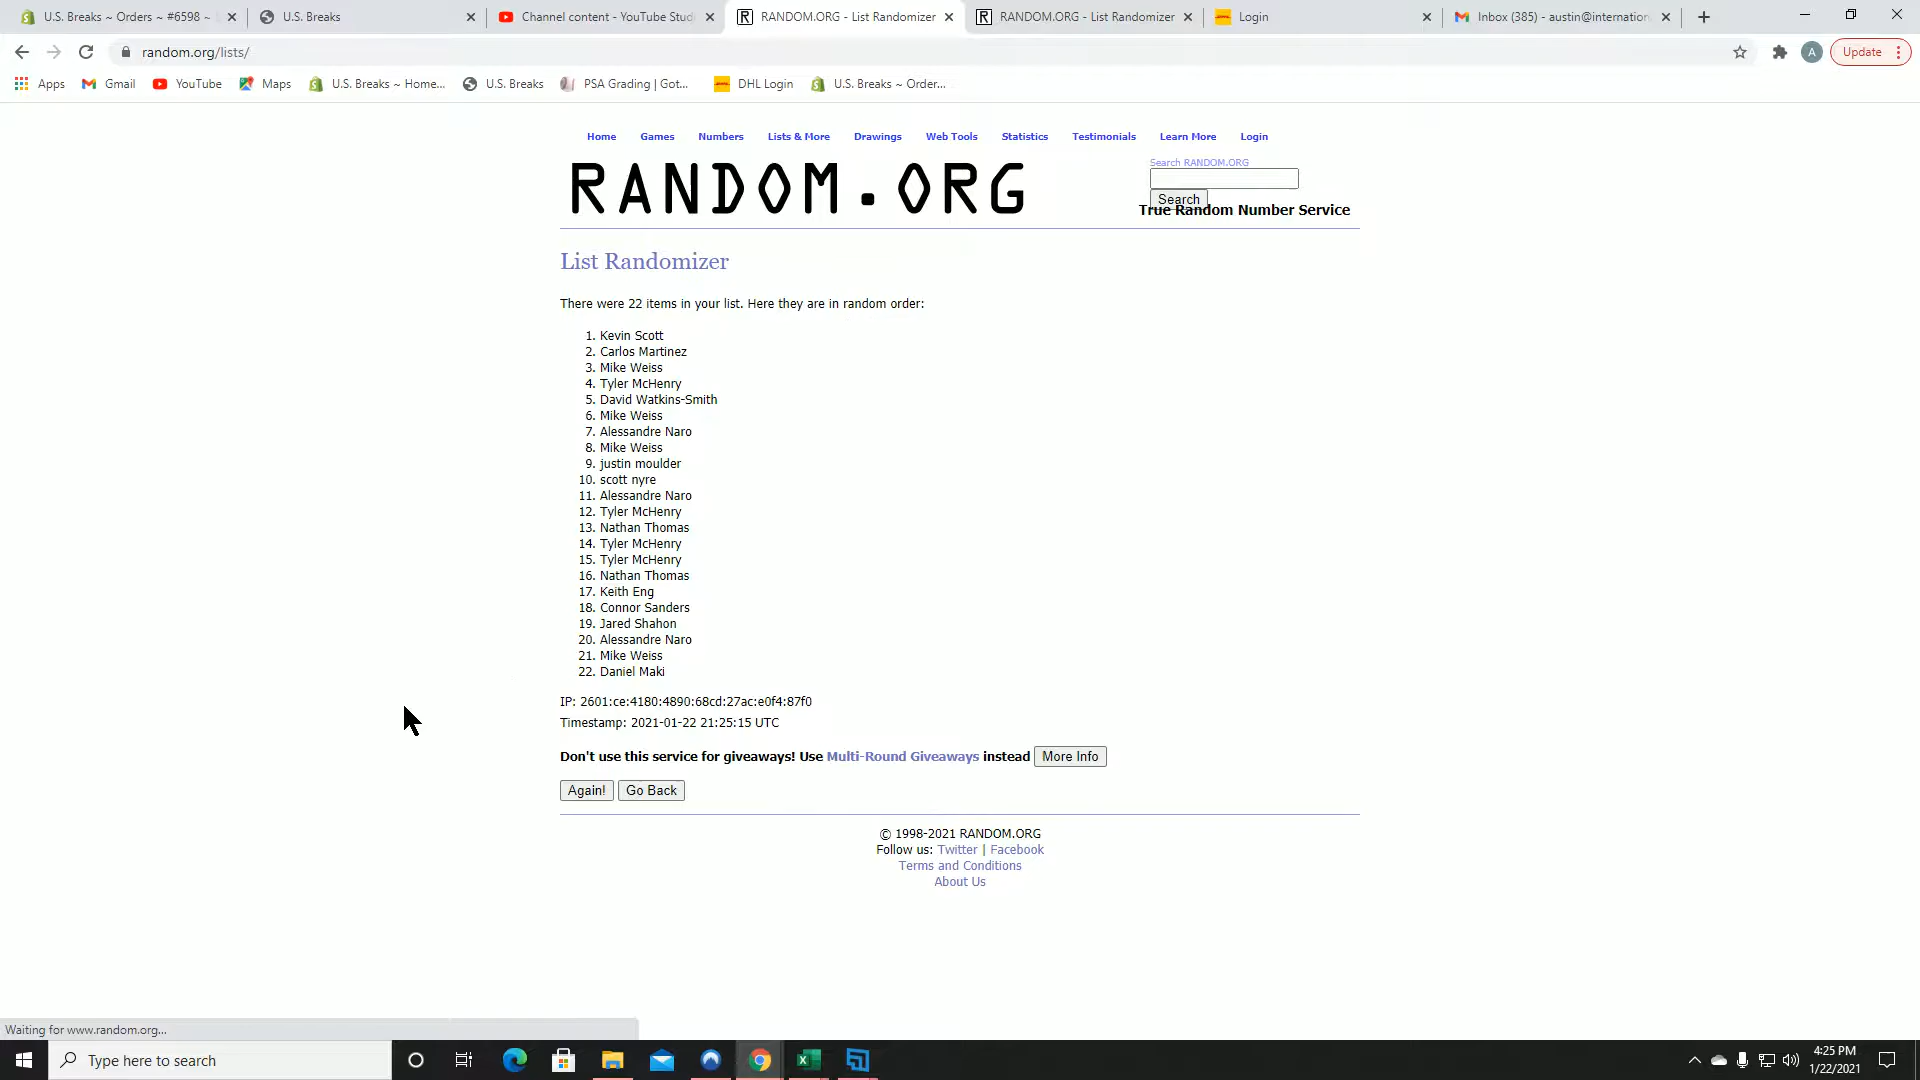 U.S. Breaks ~ Orders ~ #6598 ~
U.S. Breaks
Channel content - YouTube Studi
RANDOM.ORG - List Randomizer
RANDOM.ORG - List Randomizer
Login
Inbox (385) - austin@internation
random.org/lists/
A
Update
Apps
Gmail
YouTube
Maps
U.S. Breaks ~ Home...
U.S. Breaks
PSA Grading | Got...
DHL Login
U.S. Breaks ~ Order...
Home Games Numbers Lists & More Drawings Web Tools Statistics Testimonials Learn More Login
RANDOM.ORG
Search RANDOM.ORG
Search
True Random Number Service
List Randomizer
There were 22 items in your list. Here they are in random order:
1. Kevin Scott
2. Carlos Martinez
3. Mike Weiss
4. Tyler McHenry
5. David Watkins-Smith
6. Mike Weiss
7. Alessandre Naro
8. Mike Weiss
9. justin moulder
10. scott nyre
11. Alessandre Naro
12. Tyler McHenry
13. Nathan Thomas
14. Tyler McHenry
15. Tyler McHenry
16. Nathan Thomas
17. Keith Eng
18. Connor Sanders
19. Jared Shahon
20. Alessandre Naro
21. Mike Weiss
22. Daniel Maki
IP: 2601:ce:4180:4890:68cd:27ac:e0f4:87f0
Timestamp: 2021-01-22 21:25:15 UTC
Don't use this service for giveaways! Use Multi-Round Giveaways instead More Info
Again! Go Back
© 1998-2021 RANDOM.ORG
Follow us: Twitter | Facebook
Terms and Conditions
About Us
Waiting for www.random.org...
Type here to search
4:25 PM
1/22/2021